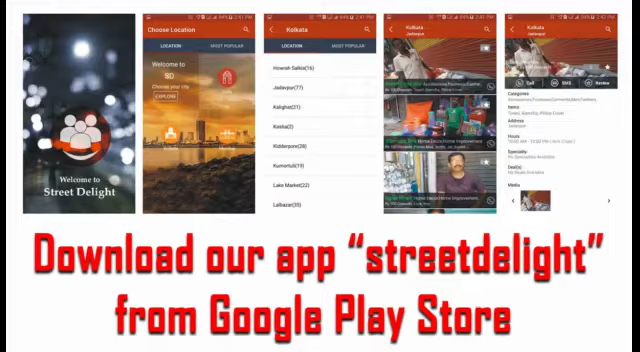 Welcome to
Street Delight
Choose Location
LOCATION
MOST POPULAR
Welcome to
SD
Choose your city
EXPLORE
Kolkata
LOCATION
MOST POPULAR
Howrah Salkia(16)
Jadavpur(77)
Kalighat(21)
Kasba(2)
Kidderpore(28)
Kumortuli(19)
Lake Market(22)
Lalbazar(35)
Kolkata
Jadavpur
Kolkata
Jadavpur
Call
SMS
Review
Categories
Items
Address
Jadavpur
Hours
Speciality
Deal(s)
Media
Download our app “streetdelight”
from Google Play Store